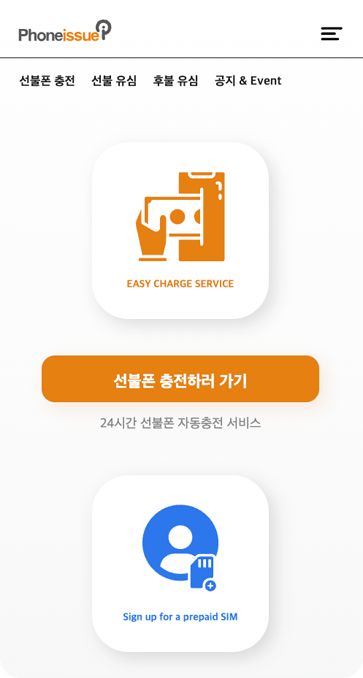 Phoneissue
선불폰 충전 선불 유심 후불 유심 공지 & Event
EASY CHARGE SERVICE
선불폰 충전하러 가기
24시간 선불폰 자동충전 서비스
Sign up for a prepaid SIM